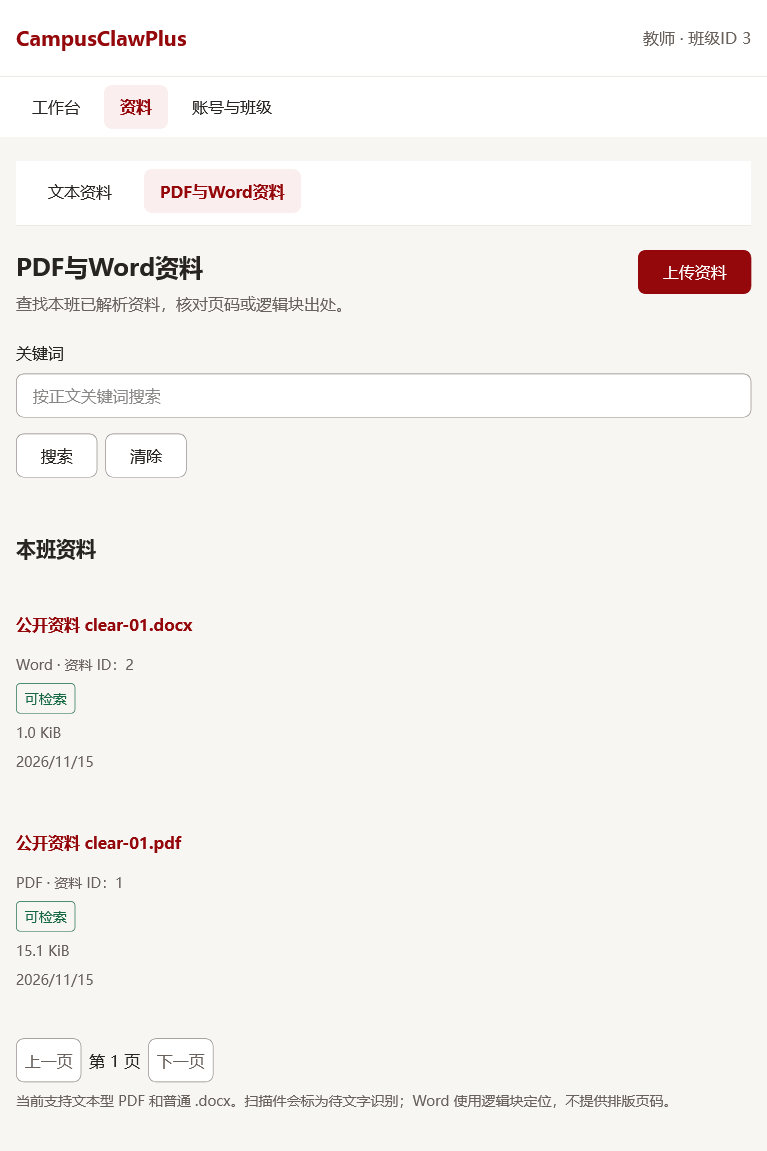 CampusClawPlus
教师 · 班级ID 3
工作台
资料
账号与班级
文本资料
PDF与Word资料
PDF与Word资料
上传资料
查找本班已解析资料，核对页码或逻辑块出处。
关键词
按正文关键词搜索
搜索
清除
本班资料
公开资料 clear-01.docx
Word · 资料 ID：2
可检索
1.0 KiB
2026/11/15
公开资料 clear-01.pdf
PDF · 资料 ID：1
可检索
15.1 KiB
2026/11/15
上一页
第 1 页
下一页
当前支持文本型 PDF 和普通 .docx。扫描件会标为待文字识别；Word 使用逻辑块定位，不提供排版页码。